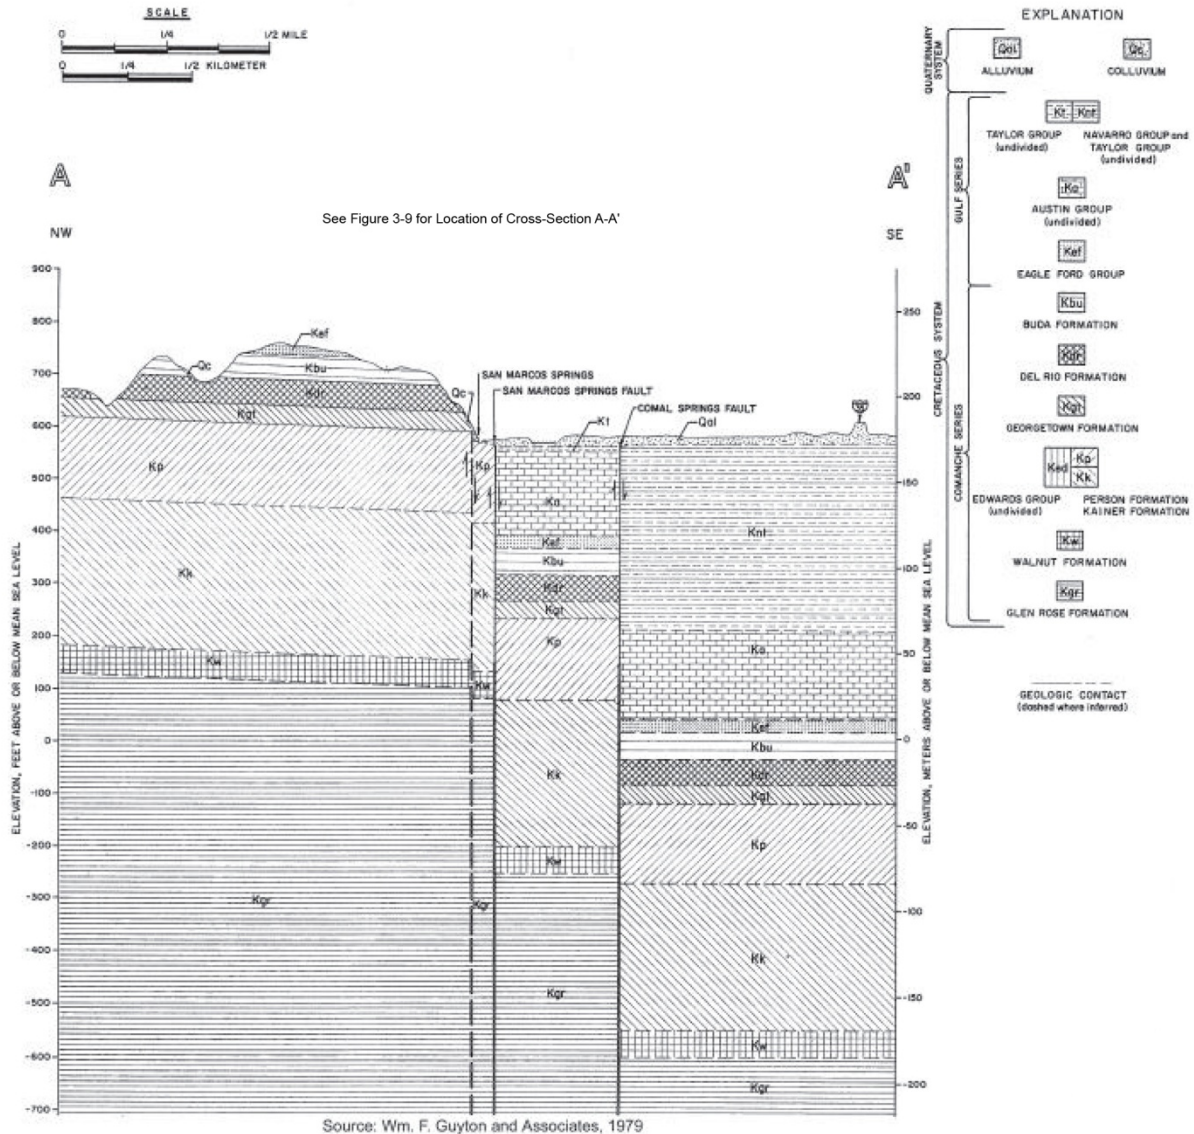 SCALE
0 1/4 1/2 MILE
0 1/4 1/2 KILOMETER
A
A'
See Figure 3-9 for Location of Cross-Section A-A'
NW
SE
900
800
700
600
500
400
300
200
100
0
-100
-200
-300
-400
-500
-600
-700
ELEVATION, FEET ABOVE OR BELOW MEAN SEA LEVEL
Kef
Qc
Kbu
Kdr
Kgt
Kp
Kk
Kw
Kgr
Qc
SAN MARCOS SPRINGS
SAN MARCOS SPRINGS FAULT
COMAL SPRINGS FAULT
Kp
Kk
Kw
Kgr
Kt
Ka
Kef
Kbu
Kdr
Kgt
Kp
Kk
Kw
Kgr
Qal
Knt
Ka
Kef
Kbu
Kdr
Kgt
Kp
Kk
Kw
Kgr
250
200
150
100
50
0
-50
-100
-150
-200
ELEVATION, METERS ABOVE OR BELOW MEAN SEA LEVEL
EXPLANATION
QUATERNARY SYSTEM
Qal
ALLUVIUM
Qc
COLLUVIUM
CRETACEOUS SYSTEM
GULF SERIES
Kt
Knt
TAYLOR GROUP
(undivided)
NAVARRO GROUP and
TAYLOR GROUP
(undivided)
Ka
AUSTIN GROUP
(undivided)
Kef
EAGLE FORD GROUP
COMANCHE SERIES
Kbu
BUDA FORMATION
Kdr
DEL RIO FORMATION
Kgt
GEORGETOWN FORMATION
Ked
Kp
Kk
EDWARDS GROUP
(undivided)
PERSON FORMATION
KAINER FORMATION
Kw
WALNUT FORMATION
Kgr
GLEN ROSE FORMATION
GEOLOGIC CONTACT
(dashed where inferred)
Source: Wm. F. Guyton and Associates, 1979